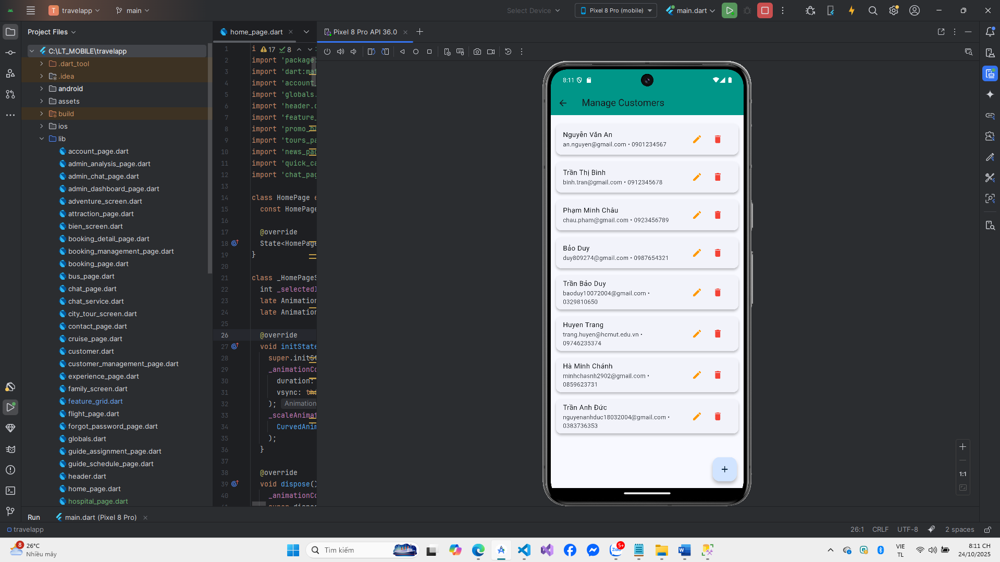 T travelapp
main
Select Device
Pixel 8 Pro (mobile)
main.dart
Project Files
home_page.dart
Pixel 8 Pro API 36.0
C:\LT_MOBILE\travelapp
.dart_tool
.idea
android
assets
build
ios
lib
account_page.dart
admin_analysis_page.dart
admin_chat_page.dart
admin_dashboard_page.dart
adventure_screen.dart
attraction_page.dart
bien_screen.dart
booking_detail_page.dart
booking_management_page.dart
booking_page.dart
bus_page.dart
chat_page.dart
chat_service.dart
city_tour_screen.dart
contact_page.dart
cruise_page.dart
customer.dart
customer_management_page.dart
experience_page.dart
family_screen.dart
feature_grid.dart
flight_page.dart
forgot_password_page.dart
globals.dart
guide_assignment_page.dart
guide_schedule_page.dart
header.dart
home_page.dart
hospital_page.dart
1 i 17 8
2 import 'package
3 import 'dart:mat
4 import 'account_
5 import 'globals.
6 import 'header.d
7 import 'feature_
8 import 'promo_ba
9 import 'tours_pa
10 import 'news_pag
11 import 'quick_ca
12 import 'chat_pag
13
14 class HomePage e
15 const HomePage
16
17 @override
18 State<HomePage
19 }
20
21 class _HomePageS
22 int _selectedI
23 late Animation
24 late Animation
25
26 @override
27 void initState
28 super.initSt
29 _animationCo
30 duration:
31 vsync: thi
32 ); Animation
33 _scaleAnimat
34 CurvedAnim
35 );
36 }
37
38 @override
39 void dispose()
40 _animationCo
8:11
Manage Customers
Nguyễn Văn An
an.nguyen@gmail.com • 0901234567
Trần Thị Bình
binh.tran@gmail.com • 0912345678
Phạm Minh Châu
chau.pham@gmail.com • 0923456789
Bảo Duy
duy809274@gmail.com • 0987654321
Trần Bảo Duy
baoduy10072004@gmail.com •
0329810650
Huyen Trang
trang.huyen@hcmut.edu.vn •
09746235374
Hà Minh Chánh
minhchasnh2902@gmail.com •
0859623731
Trần Anh Đức
nguyenanhduc18032004@gmail.com •
0383736353
+
1:1
Run
main.dart (Pixel 8 Pro)
travelapp
26:1
CRLF
UTF-8
2 spaces
8
26°C
Nhiều mây
Tìm kiếm
Zalo
5+
VIE
TL
8:11 CH
24/10/2025